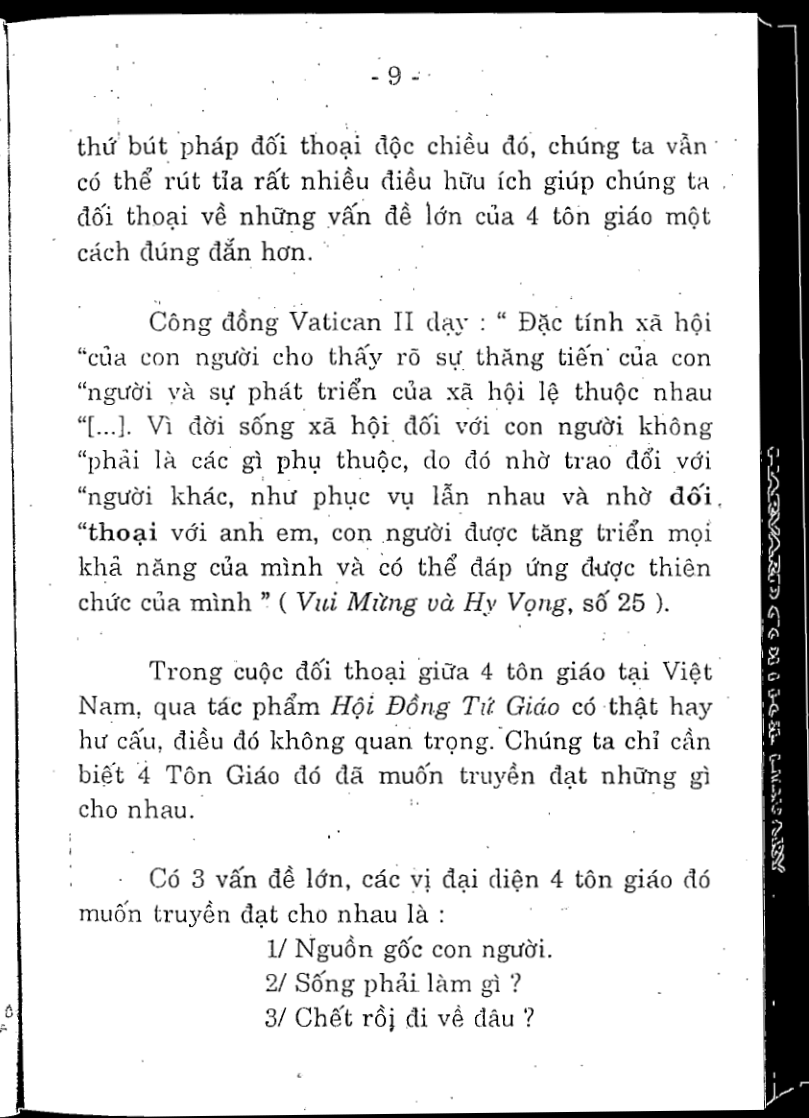 - 9 -
thứ bút pháp đối thoại độc chiều đó, chúng ta vẫn
có thể rút tỉa rất nhiều điều hữu ích giúp chúng ta
đối thoại về những vấn đề lớn của 4 tôn giáo một
cách đúng đắn hơn.
Công đồng Vatican II dạy : “ Đặc tính xã hội
“của con người cho thấy rõ sự thăng tiến của con
“người và sự phát triển của xã hội lệ thuộc nhau
“[...]. Vì đời sống xã hội đối với con người không
“phải là các gì phụ thuộc, do đó nhờ trao đổi với
“người khác, như phục vụ lẫn nhau và nhờ đối
“thoại với anh em, con người được tăng triển mọi
khả năng của mình và có thể đáp ứng được thiên
chức của mình ” ( Vui Mừng và Hy Vọng, số 25 ).
Trong cuộc đối thoại giữa 4 tôn giáo tại Việt
Nam, qua tác phẩm Hội Đồng Tứ Giáo có thật hay
hư cấu, điều đó không quan trọng. Chúng ta chỉ cần
biết 4 Tôn Giáo đó đã muốn truyền đạt những gì
cho nhau.
Có 3 vấn đề lớn, các vị đại diện 4 tôn giáo đó
muốn truyền đạt cho nhau là :
1/ Nguồn gốc con người.
2/ Sống phải làm gì ?
3/ Chết rồi đi về đâu ?